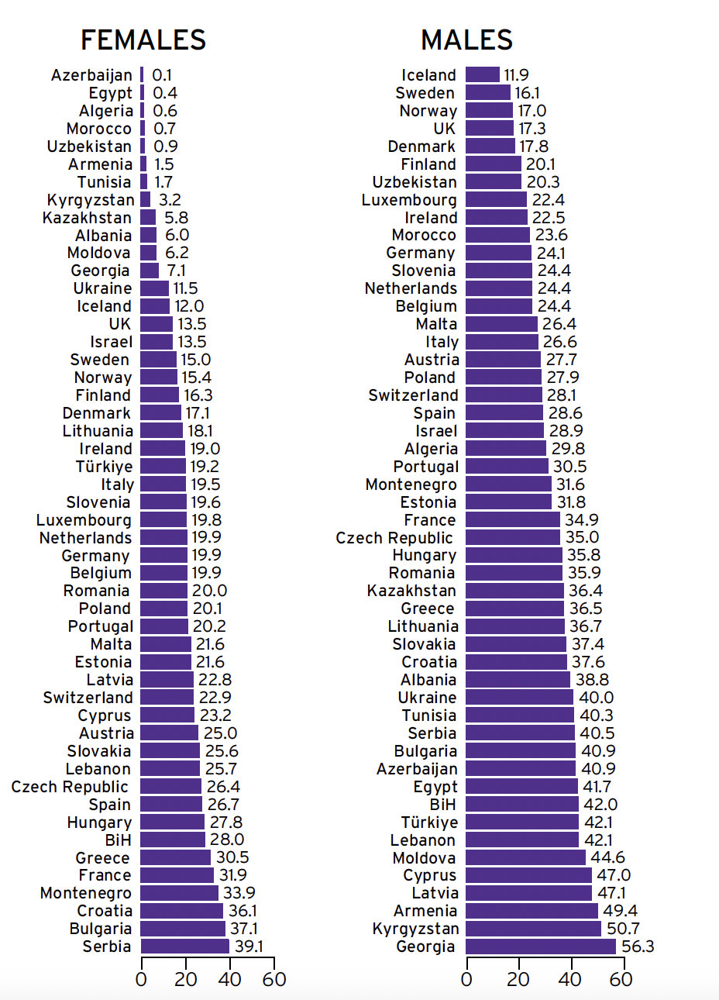 FEMALES
Azerbaijan 0.1
Egypt 0.4
Algeria 0.6
Morocco 0.7
Uzbekistan 0.9
Armenia 1.5
Tunisia 1.7
Kyrgyzstan 3.2
Kazakhstan 5.8
Albania 6.0
Moldova 6.2
Georgia 7.1
Ukraine 11.5
Iceland 12.0
UK 13.5
Israel 13.5
Sweden 15.0
Norway 15.4
Finland 16.3
Denmark 17.1
Lithuania 18.1
Ireland 19.0
Türkiye 19.2
Italy 19.5
Slovenia 19.6
Luxembourg 19.8
Netherlands 19.9
Germany 19.9
Belgium 19.9
Romania 20.0
Poland 20.1
Portugal 20.2
Malta 21.6
Estonia 21.6
Latvia 22.8
Switzerland 22.9
Cyprus 23.2
Austria 25.0
Slovakia 25.6
Lebanon 25.7
Czech Republic 26.4
Spain 26.7
Hungary 27.8
BiH 28.0
Greece 30.5
France 31.9
Montenegro 33.9
Croatia 36.1
Bulgaria 37.1
Serbia 39.1
0 20 40 60
MALES
Iceland 11.9
Sweden 16.1
Norway 17.0
UK 17.3
Denmark 17.8
Finland 20.1
Uzbekistan 20.3
Luxembourg 22.4
Ireland 22.5
Morocco 23.6
Germany 24.1
Slovenia 24.4
Netherlands 24.4
Belgium 24.4
Malta 26.4
Italy 26.6
Austria 27.7
Poland 27.9
Switzerland 28.1
Spain 28.6
Israel 28.9
Algeria 29.8
Portugal 30.5
Montenegro 31.6
Estonia 31.8
France 34.9
Czech Republic 35.0
Hungary 35.8
Romania 35.9
Kazakhstan 36.4
Greece 36.5
Lithuania 36.7
Slovakia 37.4
Croatia 37.6
Albania 38.8
Ukraine 40.0
Tunisia 40.3
Serbia 40.5
Bulgaria 40.9
Azerbaijan 40.9
Egypt 41.7
BiH 42.0
Türkiye 42.1
Lebanon 42.1
Moldova 44.6
Cyprus 47.0
Latvia 47.1
Armenia 49.4
Kyrgyzstan 50.7
Georgia 56.3
0 20 40 60